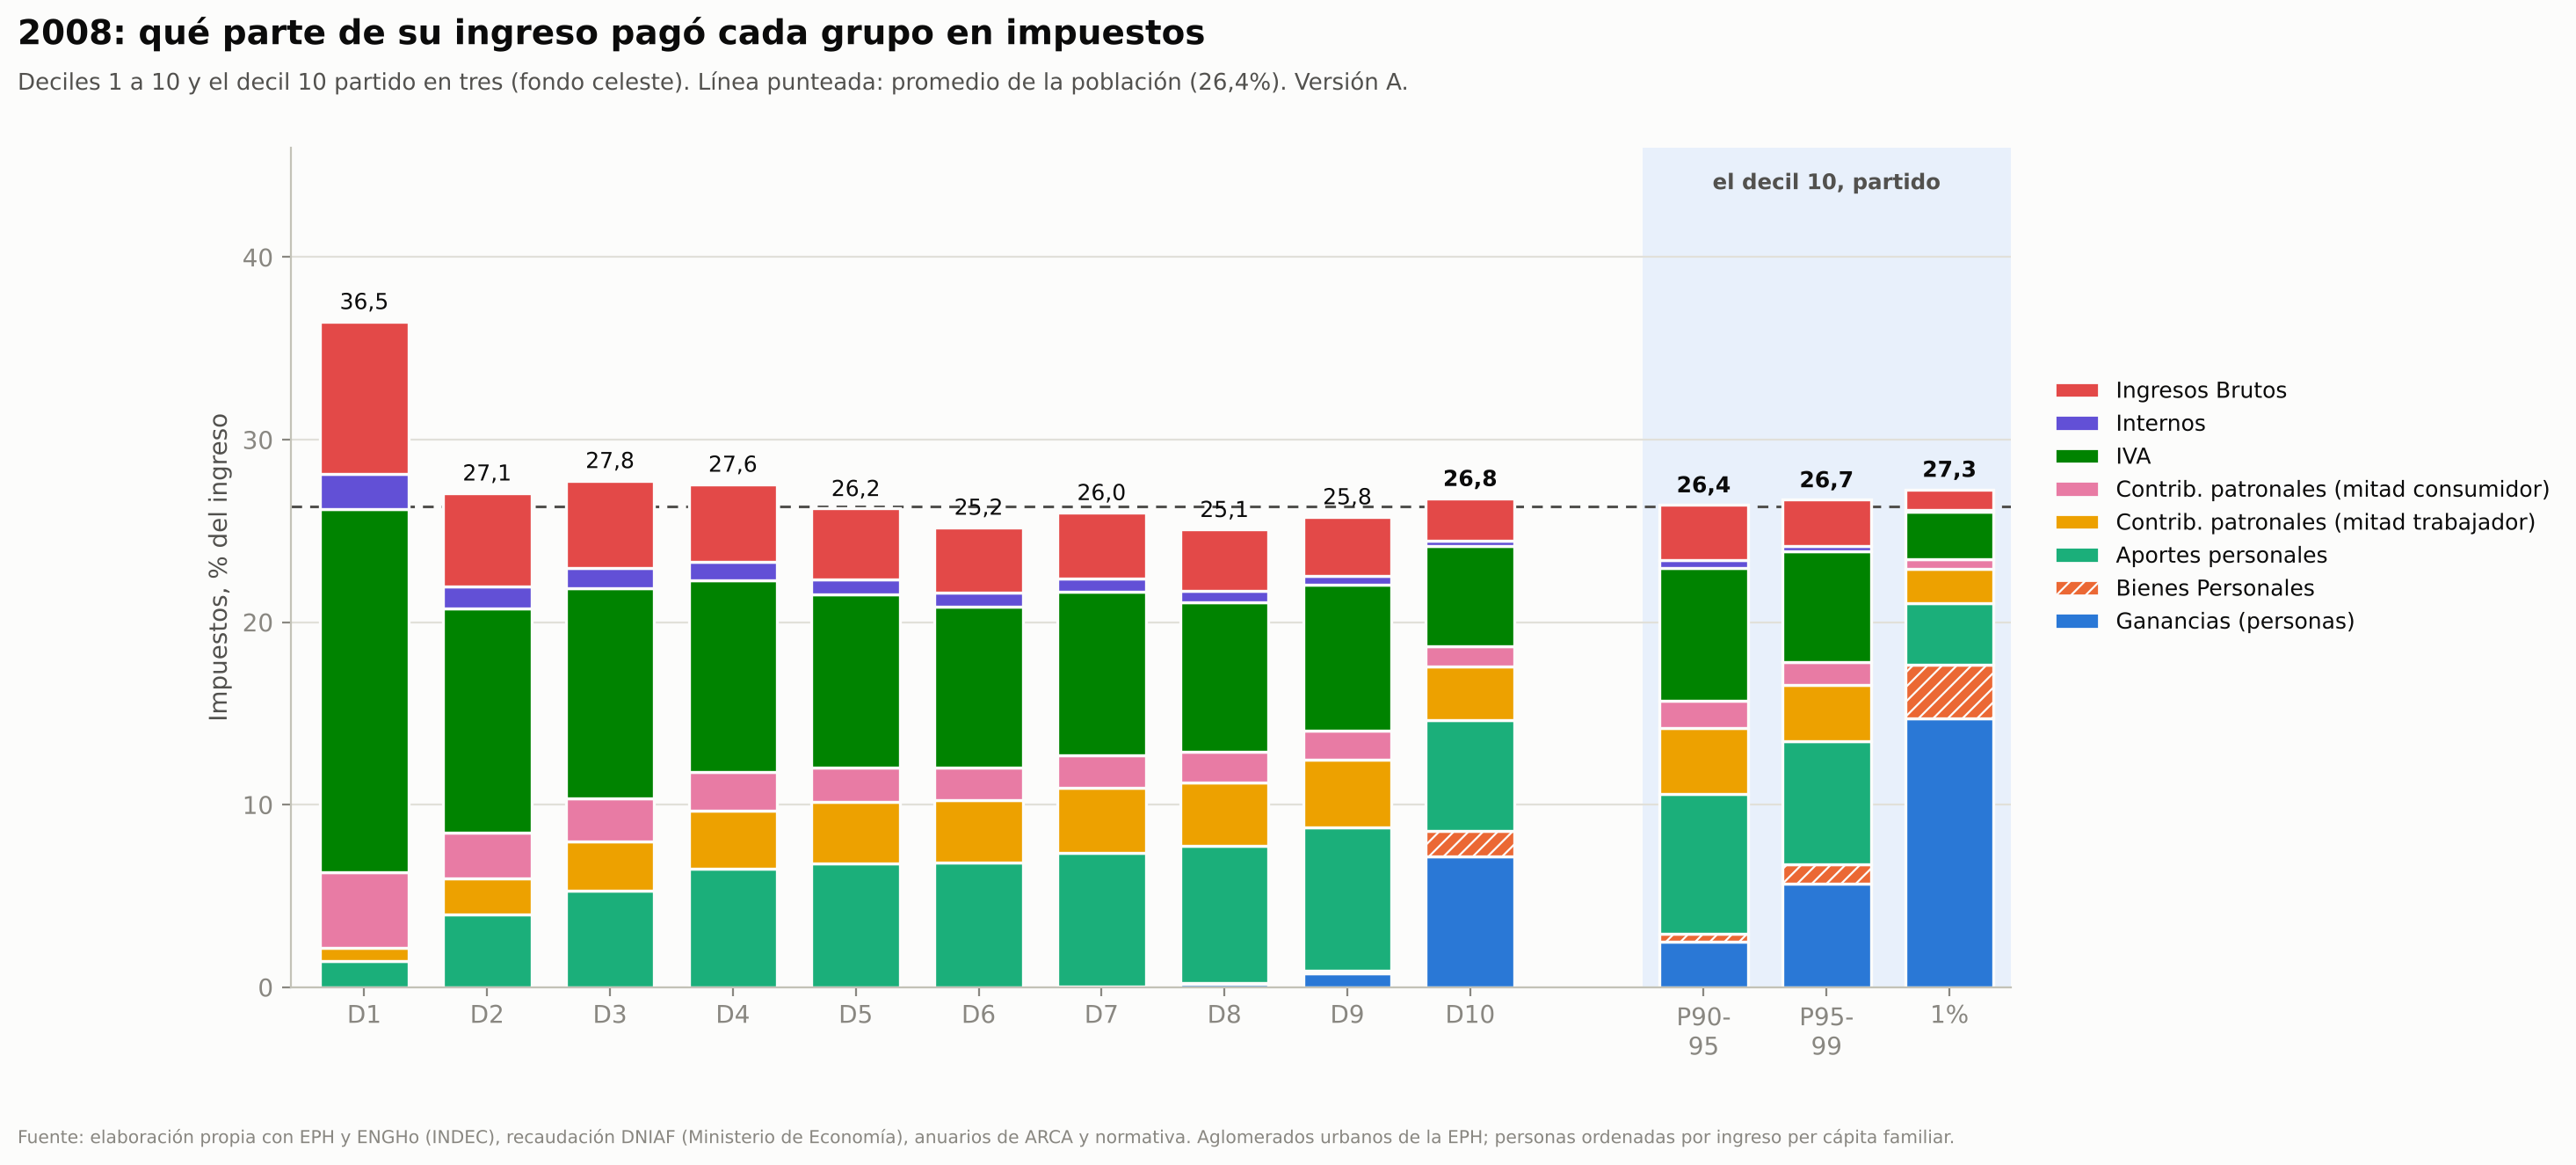 2008: qué parte de su ingreso pagó cada grupo en impuestos
Deciles 1 a 10 y el decil 10 partido en tres (fondo celeste). Línea punteada: promedio de la población (26,4%). Versión A.
el decil 10, partido
Impuestos, % del ingreso
40
30
20
10
0
36,5
27,1
27,8
27,6
26,2
25,2
26,0
25,1
25,8
26,8
26,4
26,7
27,3
D1
D2
D3
D4
D5
D6
D7
D8
D9
D10
P90-
95
P95-
99
1%
Ingresos Brutos
Internos
IVA
Contrib. patronales (mitad consumidor)
Contrib. patronales (mitad trabajador)
Aportes personales
Bienes Personales
Ganancias (personas)
Fuente: elaboración propia con EPH y ENGHo (INDEC), recaudación DNIAF (Ministerio de Economía), anuarios de ARCA y normativa. Aglomerados urbanos de la EPH; personas ordenadas por ingreso per cápita familiar.